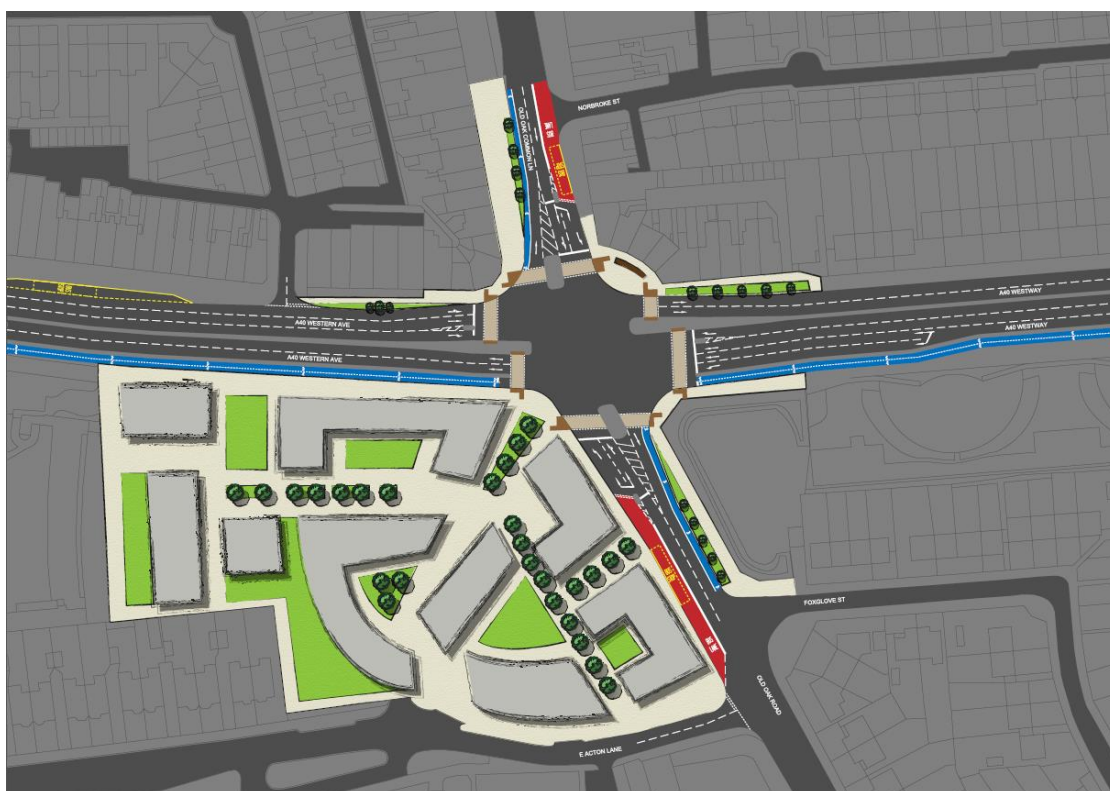 NORBROKE ST
OLD OAK COMMON LN
A40 WESTWAY
A40 WESTERN AVE
A40 WESTWAY
A40 WESTERN AVE
FOXGLOVE ST
OLD OAK ROAD
E ACTON LANE